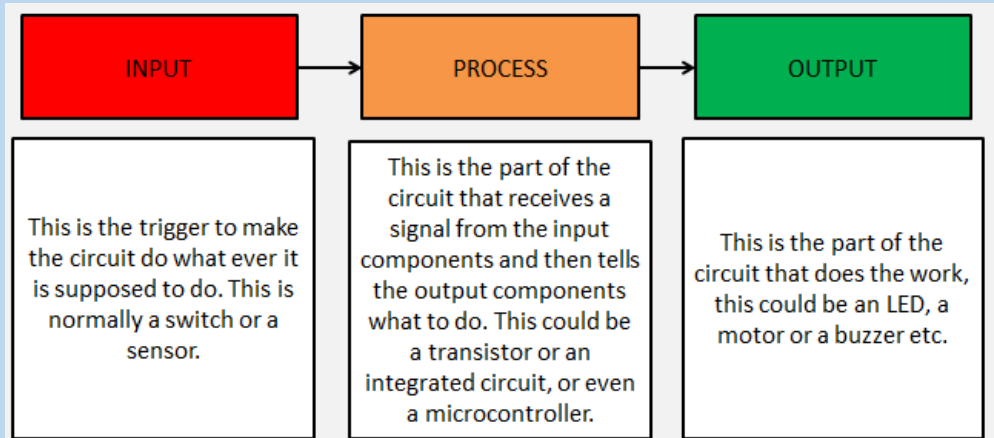 INPUT
PROCESS
OUTPUT
This is the trigger to make
the circuit do what ever it
is supposed to do. This is
normally a switch or a
sensor.
This is the part of the
circuit that receives a
signal from the input
components and then tells
the output components
what to do. This could be
a transistor or an
integrated circuit, or even
a microcontroller.
This is the part of the
circuit that does the work,
this could be an LED, a
motor or a buzzer etc.